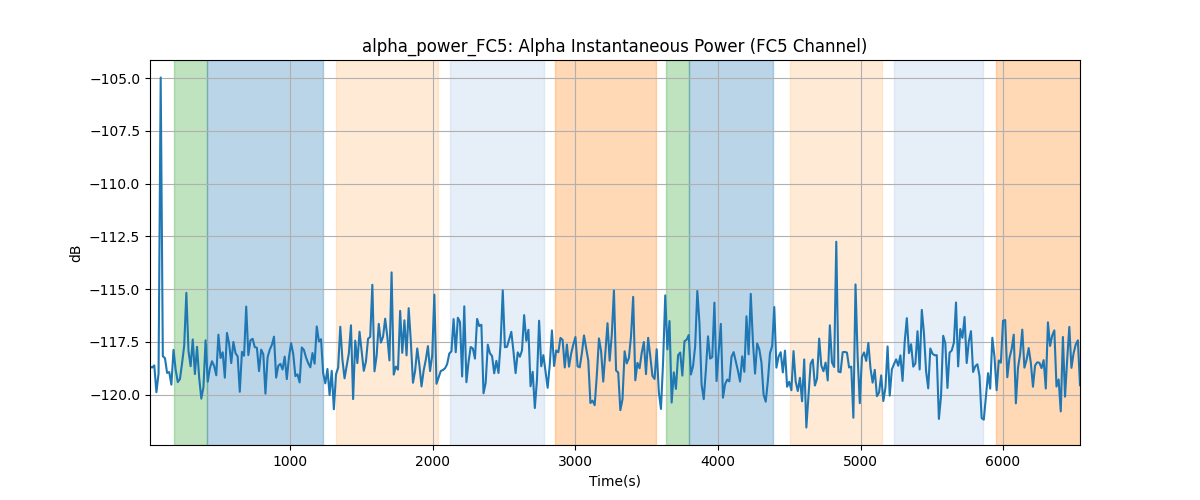 alpha_power_FC5: Alpha Instantaneous Power (FC5 Channel)
−105.0
−107.5
−110.0
−112.5
−115.0
−117.5
−120.0
dB
1000 2000 3000 4000 5000 6000
Time(s)